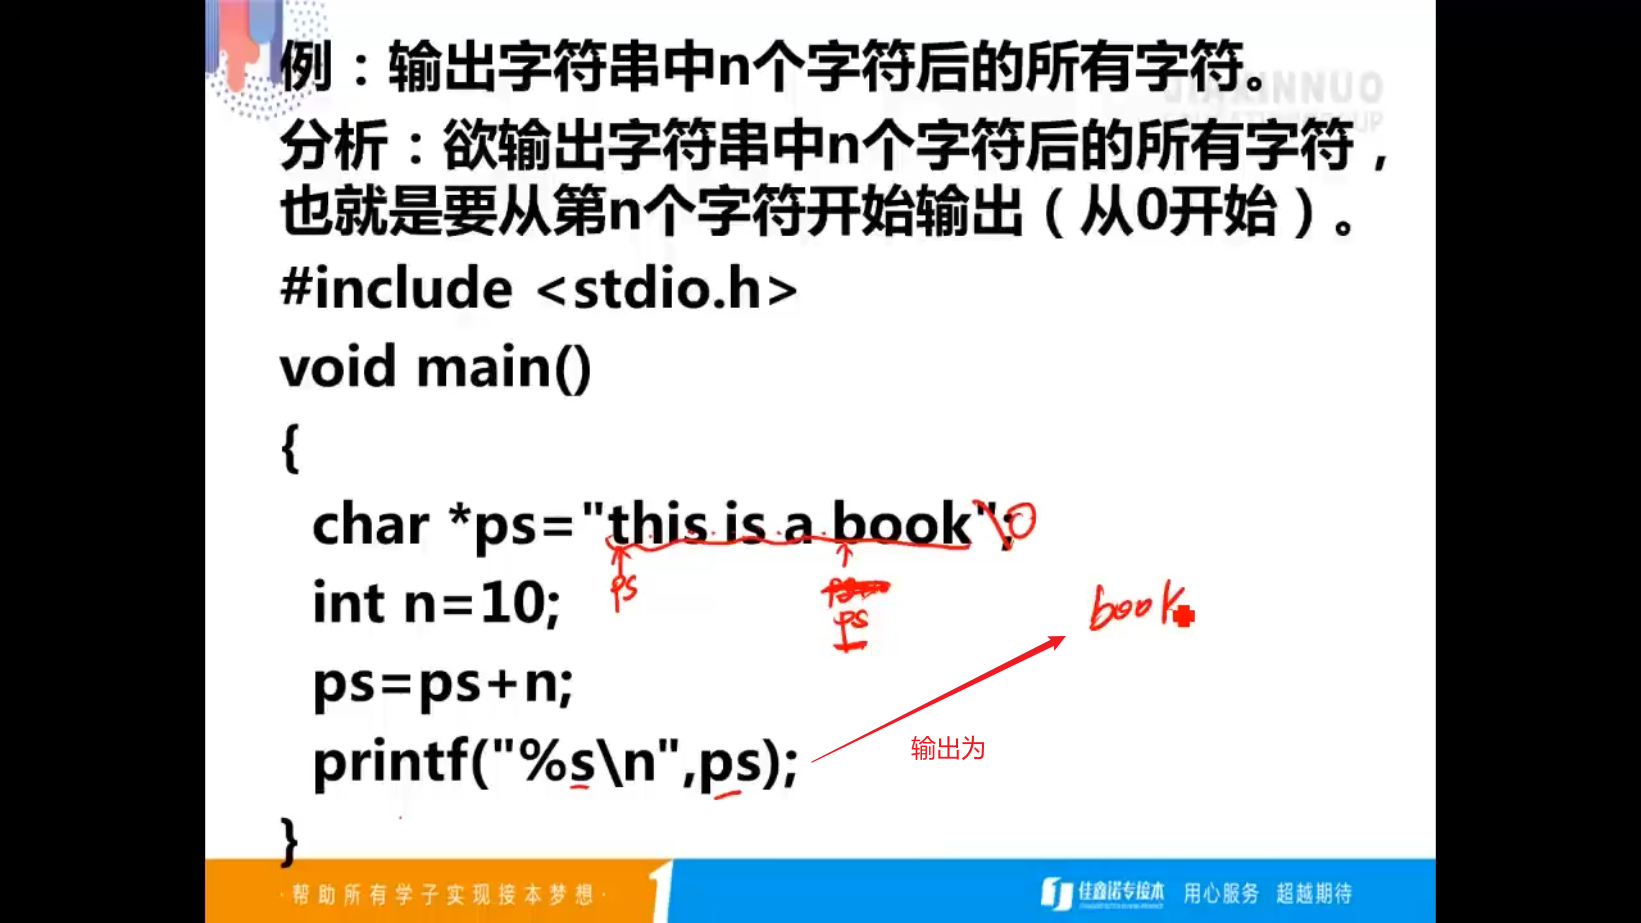 例：输出字符串中n个字符后的所有字符。
JIAXINNUO
分析：欲输出字符串中n个字符后的所有字符，
也就是要从第n个字符开始输出（从0开始）。
#include <stdio.h>
void main()
{
char *ps="this is a book";
\0
int n=10;
ps
ps
book
ps=ps+n;
printf("%s\n",ps);
输出为
}
·帮助所有学子实现接本梦想·
佳鑫诺专接本
用心服务 超越期待